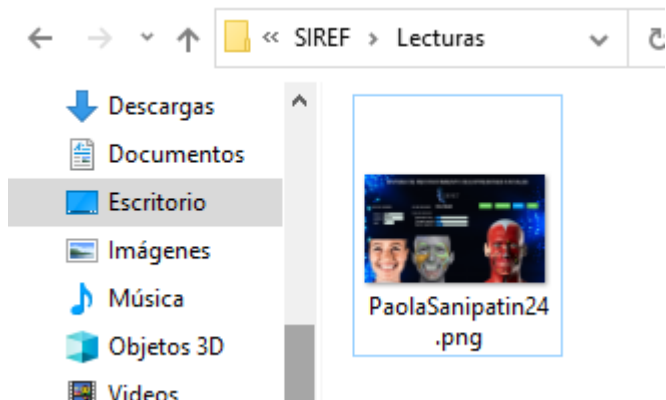 « SIREF > Lecturas
Descargas
Documentos
Escritorio
Imágenes
Música
Objetos 3D
Videos
PaolaSanipatin24
.png